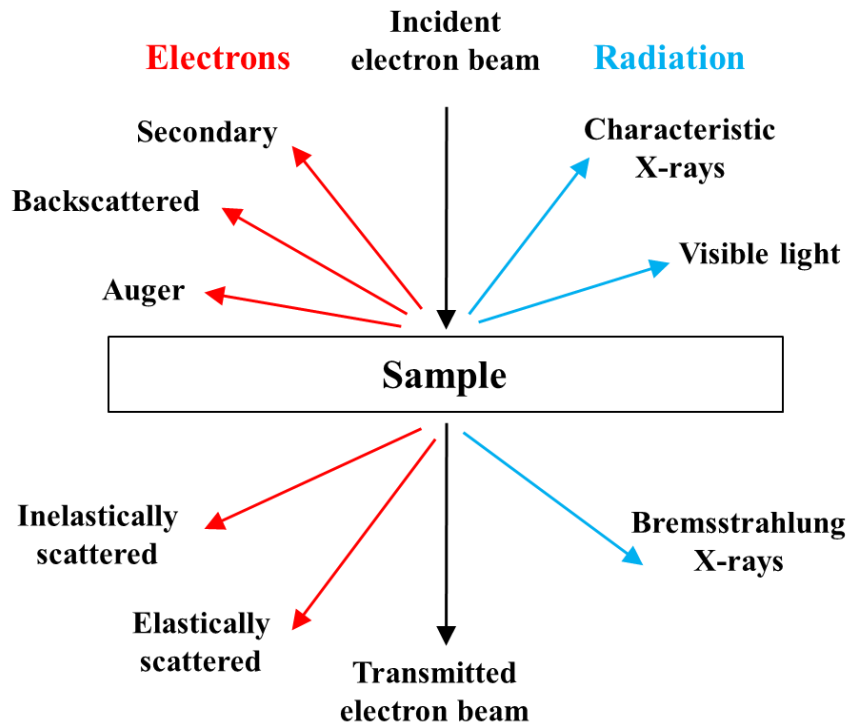 Incident
electron beam
Electrons
Radiation
Secondary
Characteristic
X-rays
Backscattered
Visible light
Auger
Sample
Inelastically
scattered
Bremsstrahlung
X-rays
Elastically
scattered
Transmitted
electron beam